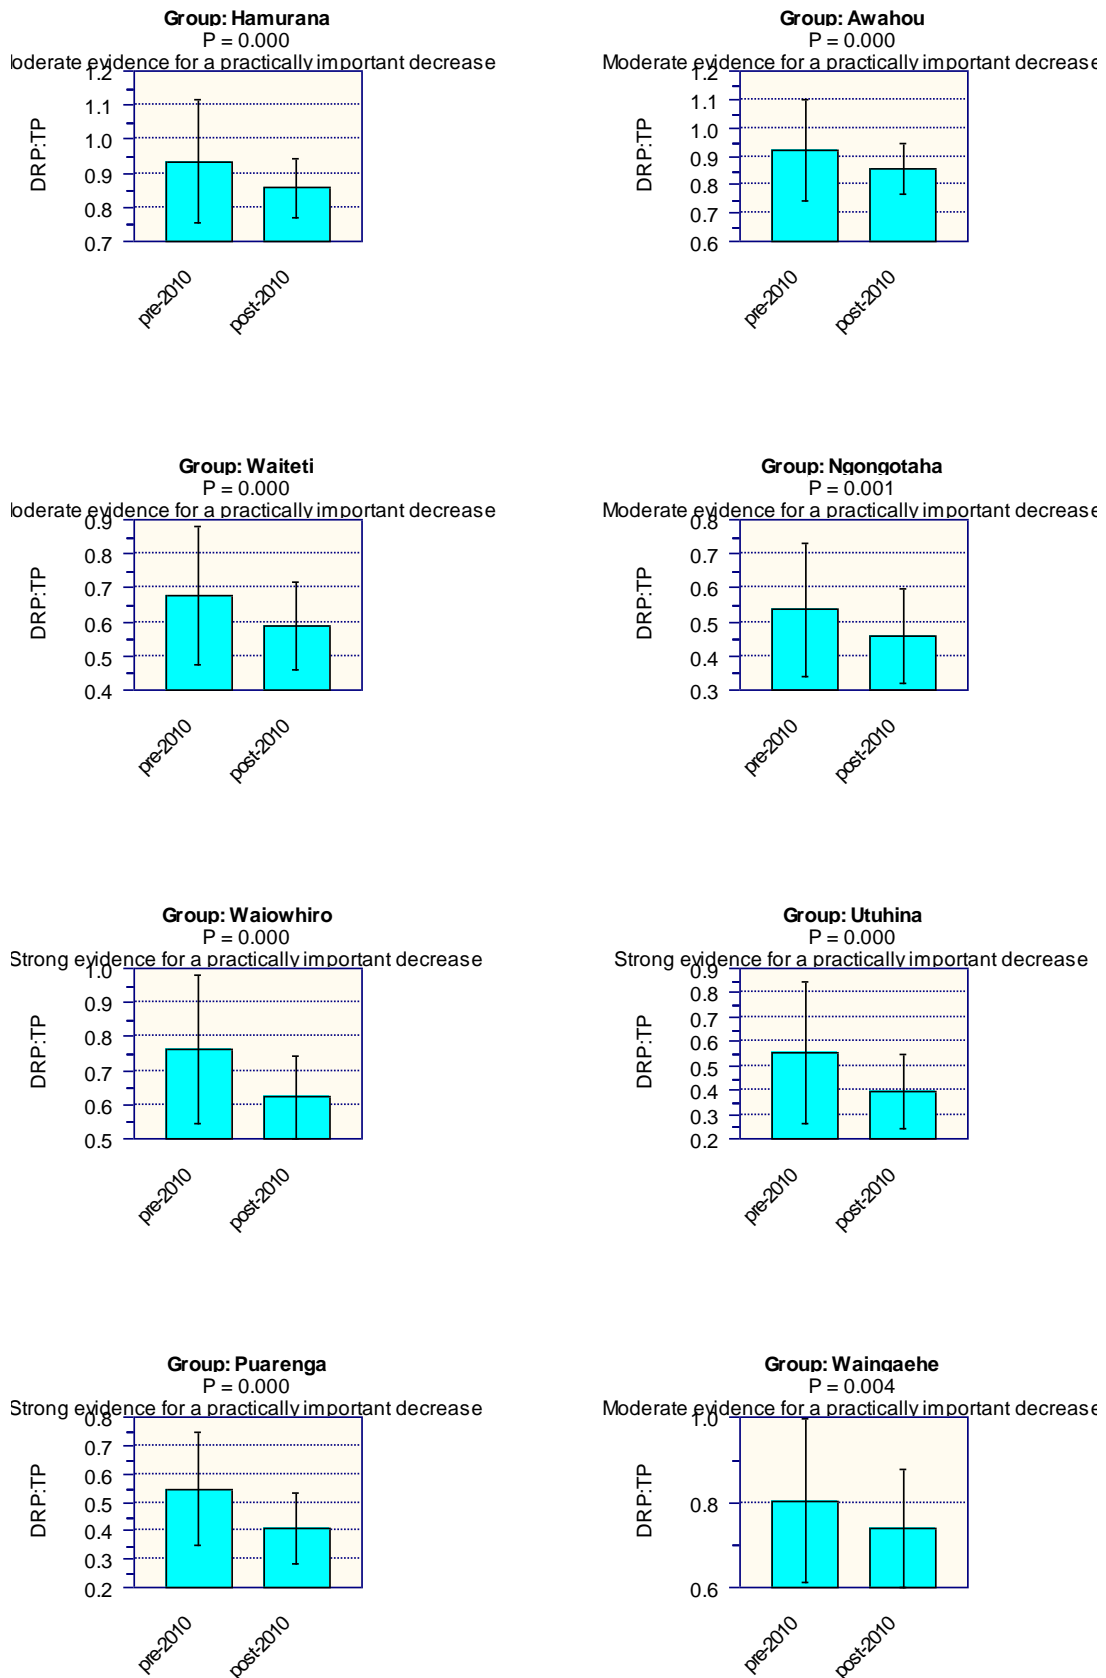 Group: Hamurana
P = 0.000
loderate evidence for a practically important decrease
1.2
1.1
1.0
0.9
0.8
0.7
DRP:TP
pre-2010
post-2010
Group: Awahou
P = 0.000
Moderate evidence for a practically important decrease
1.2
1.1
1.0
0.9
0.8
0.7
0.6
DRP:TP
pre-2010
post-2010
Group: Waiteti
P = 0.000
loderate evidence for a practically important decrease
0.9
0.8
0.7
0.6
0.5
0.4
DRP:TP
pre-2010
post-2010
Group: Ngongotaha
P = 0.001
Moderate evidence for a practically important decrease
0.8
0.7
0.6
0.5
0.4
0.3
DRP:TP
pre-2010
post-2010
Group: Waiowhiro
P = 0.000
Strong evidence for a practically important decrease
1.0
0.9
0.8
0.7
0.6
0.5
DRP:TP
pre-2010
post-2010
Group: Utuhina
P = 0.000
Strong evidence for a practically important decrease
0.9
0.8
0.7
0.6
0.5
0.4
0.3
0.2
DRP:TP
pre-2010
post-2010
Group: Puarenga
P = 0.000
Strong evidence for a practically important decrease
0.8
0.7
0.6
0.5
0.4
0.3
0.2
DRP:TP
pre-2010
post-2010
Group: Waingaehe
P = 0.004
Moderate evidence for a practically important decrease
1.0
0.8
0.6
DRP:TP
pre-2010
post-2010